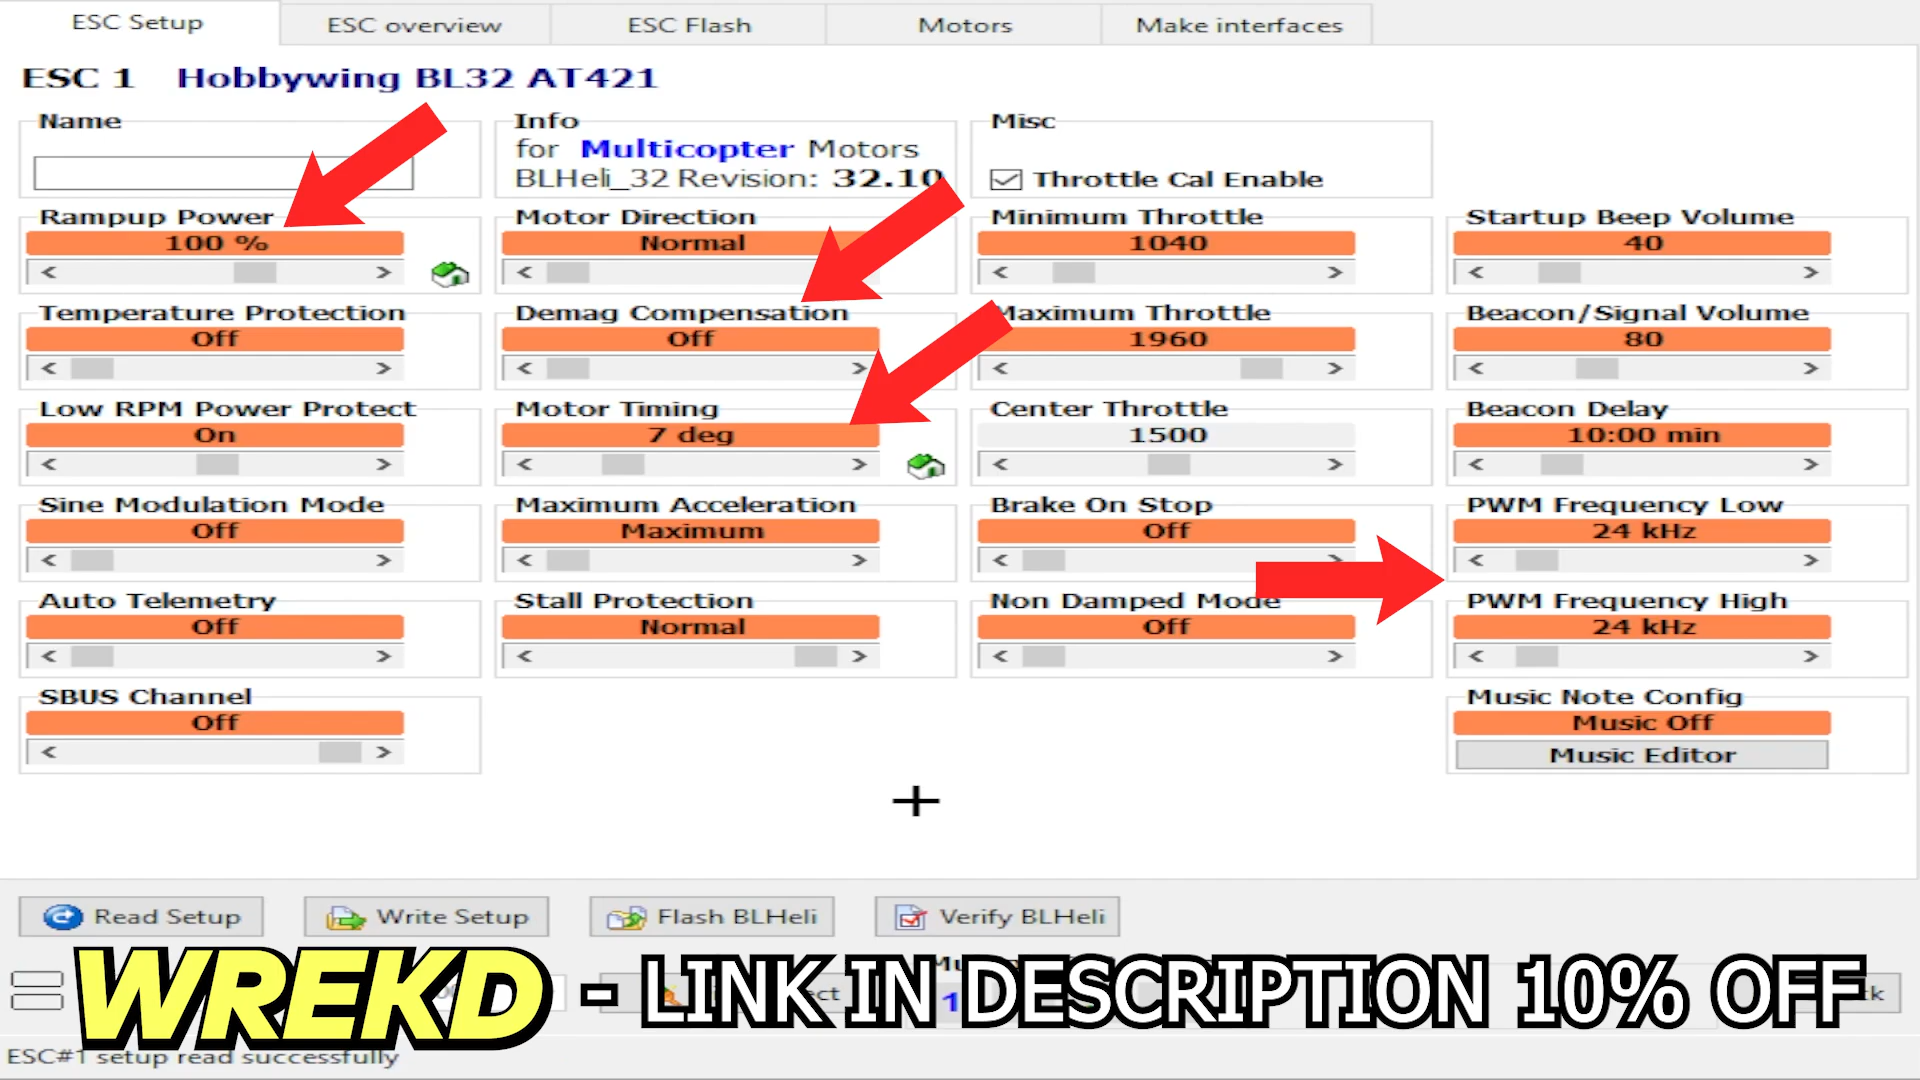 ESC Setup
ESC overview
ESC Flash
Motors
Make interfaces
ESC 1 Hobbywing BL32 AT421
Name
Info
for Multicopter Motors
BLHeli_32 Revision: 32.10
Misc
Throttle Cal Enable
Rampup Power
100 %
Motor Direction
Normal
Minimum Throttle
1040
Startup Beep Volume
40
Temperature Protection
Off
Demag Compensation
Off
Maximum Throttle
1960
Beacon/Signal Volume
80
Low RPM Power Protect
On
Motor Timing
7 deg
Center Throttle
1500
Beacon Delay
10:00 min
Sine Modulation Mode
Off
Maximum Acceleration
Maximum
Brake On Stop
Off
PWM Frequency Low
24 kHz
Auto Telemetry
Off
Stall Protection
Normal
Non Damped Mode
Off
PWM Frequency High
24 kHz
SBUS Channel
Off
Music Note Config
Music Off
Music Editor
Read Setup
Write Setup
Flash BLHeli
Verify BLHeli
WREKD - LINK IN DESCRIPTION 10% OFF
ESC#1 setup read successfully